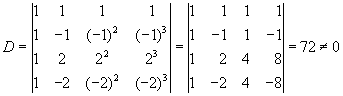 D = |1 1 1 1; 1 −1 (−1)² (−1)³; 1 2 2² 2³; 1 −2 (−2)² (−2)³| = |1 1 1 1; 1 −1 1 −1; 1 2 4 8; 1 −2 4 −8| = 72 ≠ 0